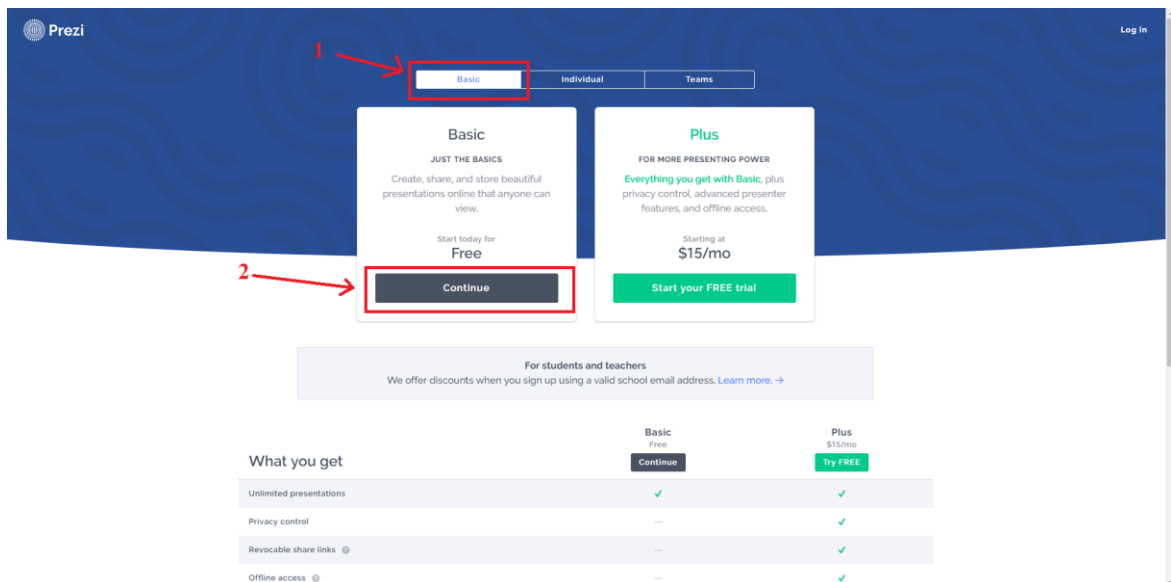 Prezi
Log in
1
Basic
Individual
Teams
Basic
JUST THE BASICS
Create, share, and store beautiful
presentations online that anyone can
view.
Start today for
Free
2
Continue
Plus
FOR MORE PRESENTING POWER
Everything you get with Basic, plus
privacy control, advanced presenter
features, and offline access.
Starting at
$15/mo
Start your FREE trial
For students and teachers
We offer discounts when you sign up using a valid school email address. Learn more. →
What you get
Basic
Free
Continue
Plus
$15/mo
Try FREE
Unlimited presentations ✓ ✓
Privacy control — ✓
Revocable share links ? — ✓
Offline access ? — ✓